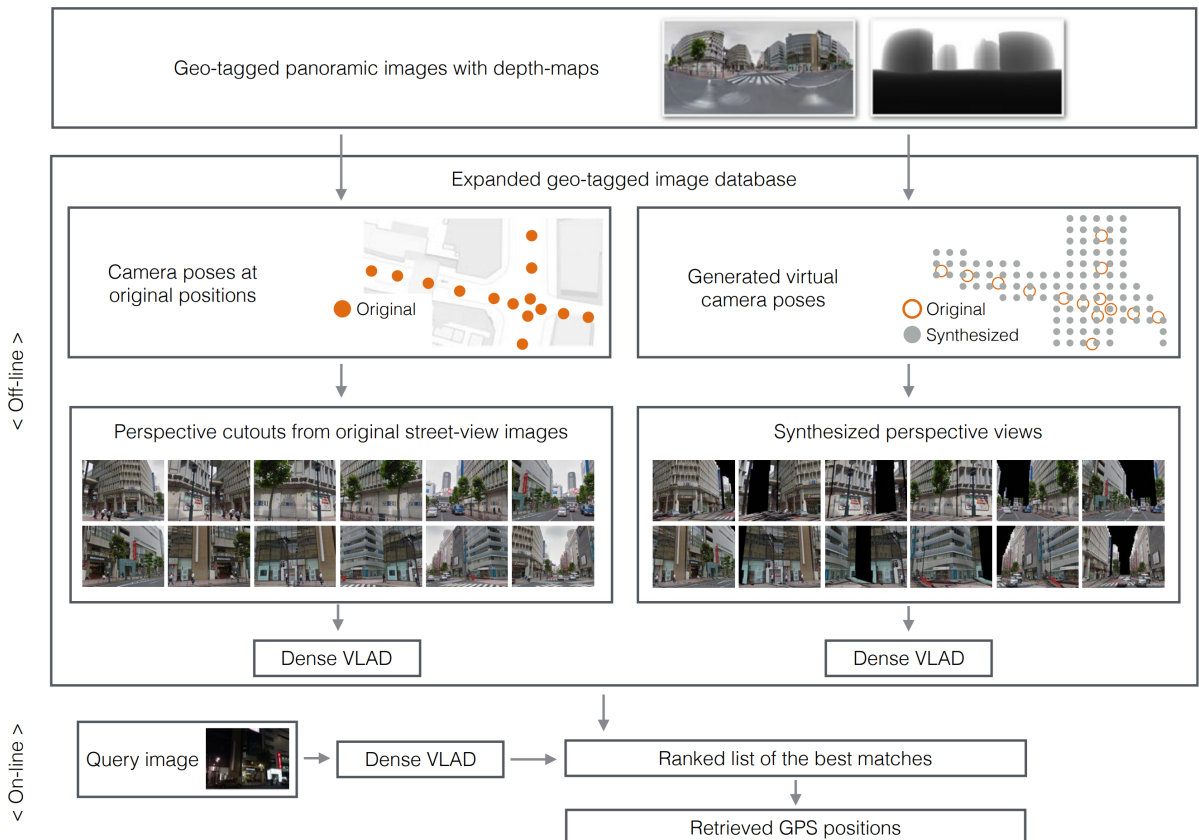 Geo-tagged panoramic images with depth-maps
< Off-line >
Expanded geo-tagged image database
Camera poses at
original positions
Original
Generated virtual
camera poses
Original
Synthesized
Perspective cutouts from original street-view images
Synthesized perspective views
Dense VLAD
Dense VLAD
< On-line >
Query image
Dense VLAD
Ranked list of the best matches
Retrieved GPS positions